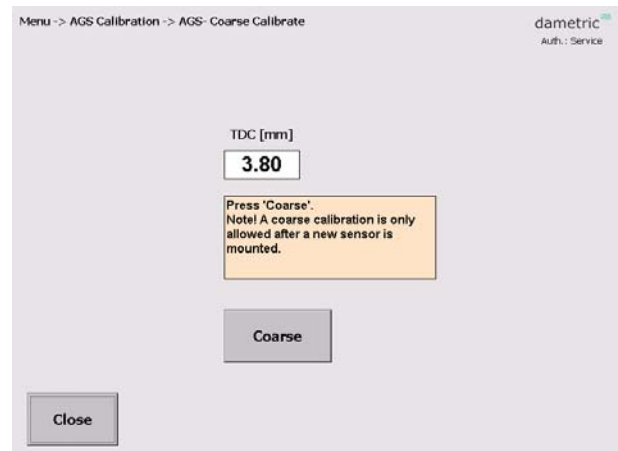 Menu -> AGS Calibration -> AGS- Coarse Calibrate
dametric
Auth.: Service
TDC [mm]
3.80
Press 'Coarse'.
Note! A coarse calibration is only
allowed after a new sensor is
mounted.
Coarse
Close